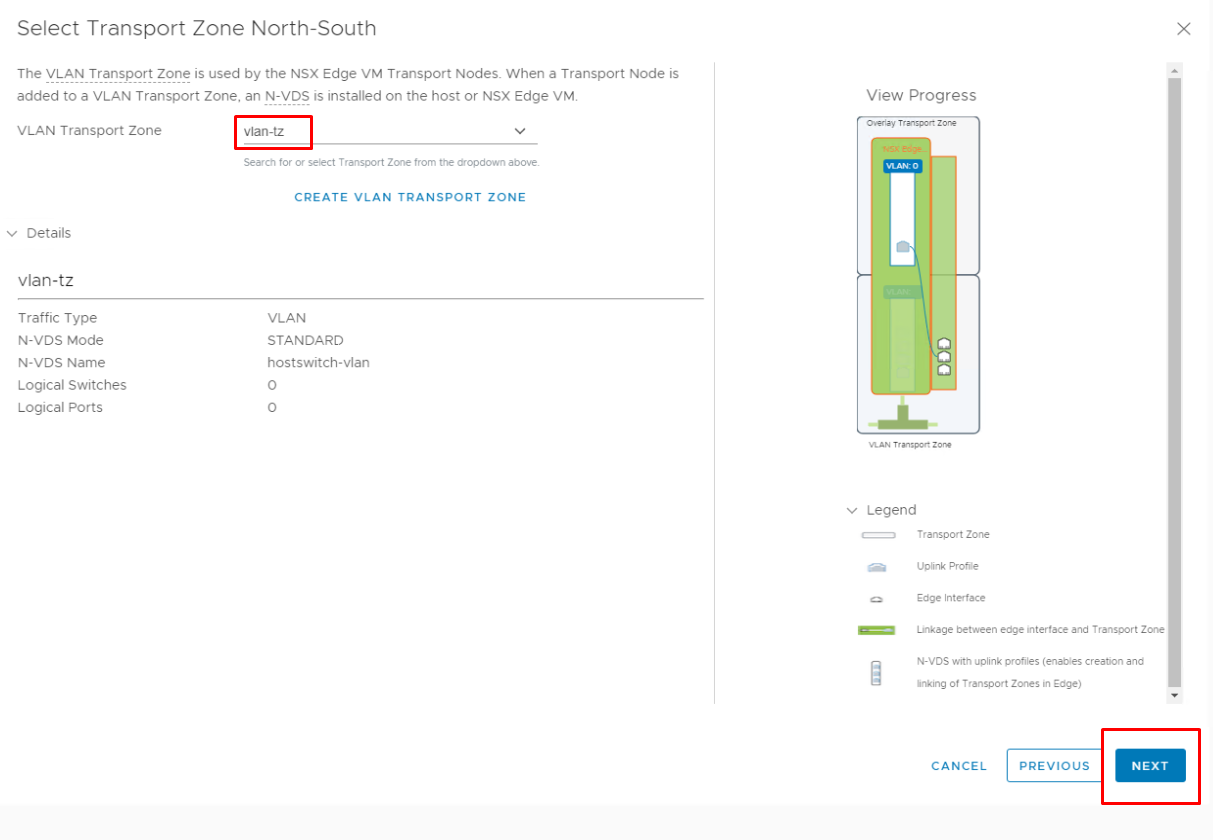 Select Transport Zone North-South
The VLAN Transport Zone is used by the NSX Edge VM Transport Nodes. When a Transport Node is
added to a VLAN Transport Zone, an N-VDS is installed on the host or NSX Edge VM.
VLAN Transport Zone
vlan-tz
Search for or select Transport Zone from the dropdown above.
CREATE VLAN TRANSPORT ZONE
Details
vlan-tz
Traffic Type VLAN
N-VDS Mode STANDARD
N-VDS Name hostswitch-vlan
Logical Switches 0
Logical Ports 0
View Progress
Overlay Transport Zone
NSX Edge...
VLAN: 0
VLAN:
VLAN Transport Zone
Legend
Transport Zone
Uplink Profile
Edge Interface
Linkage between edge interface and Transport Zone
N-VDS with uplink profiles (enables creation and
linking of Transport Zones in Edge)
CANCEL
PREVIOUS
NEXT